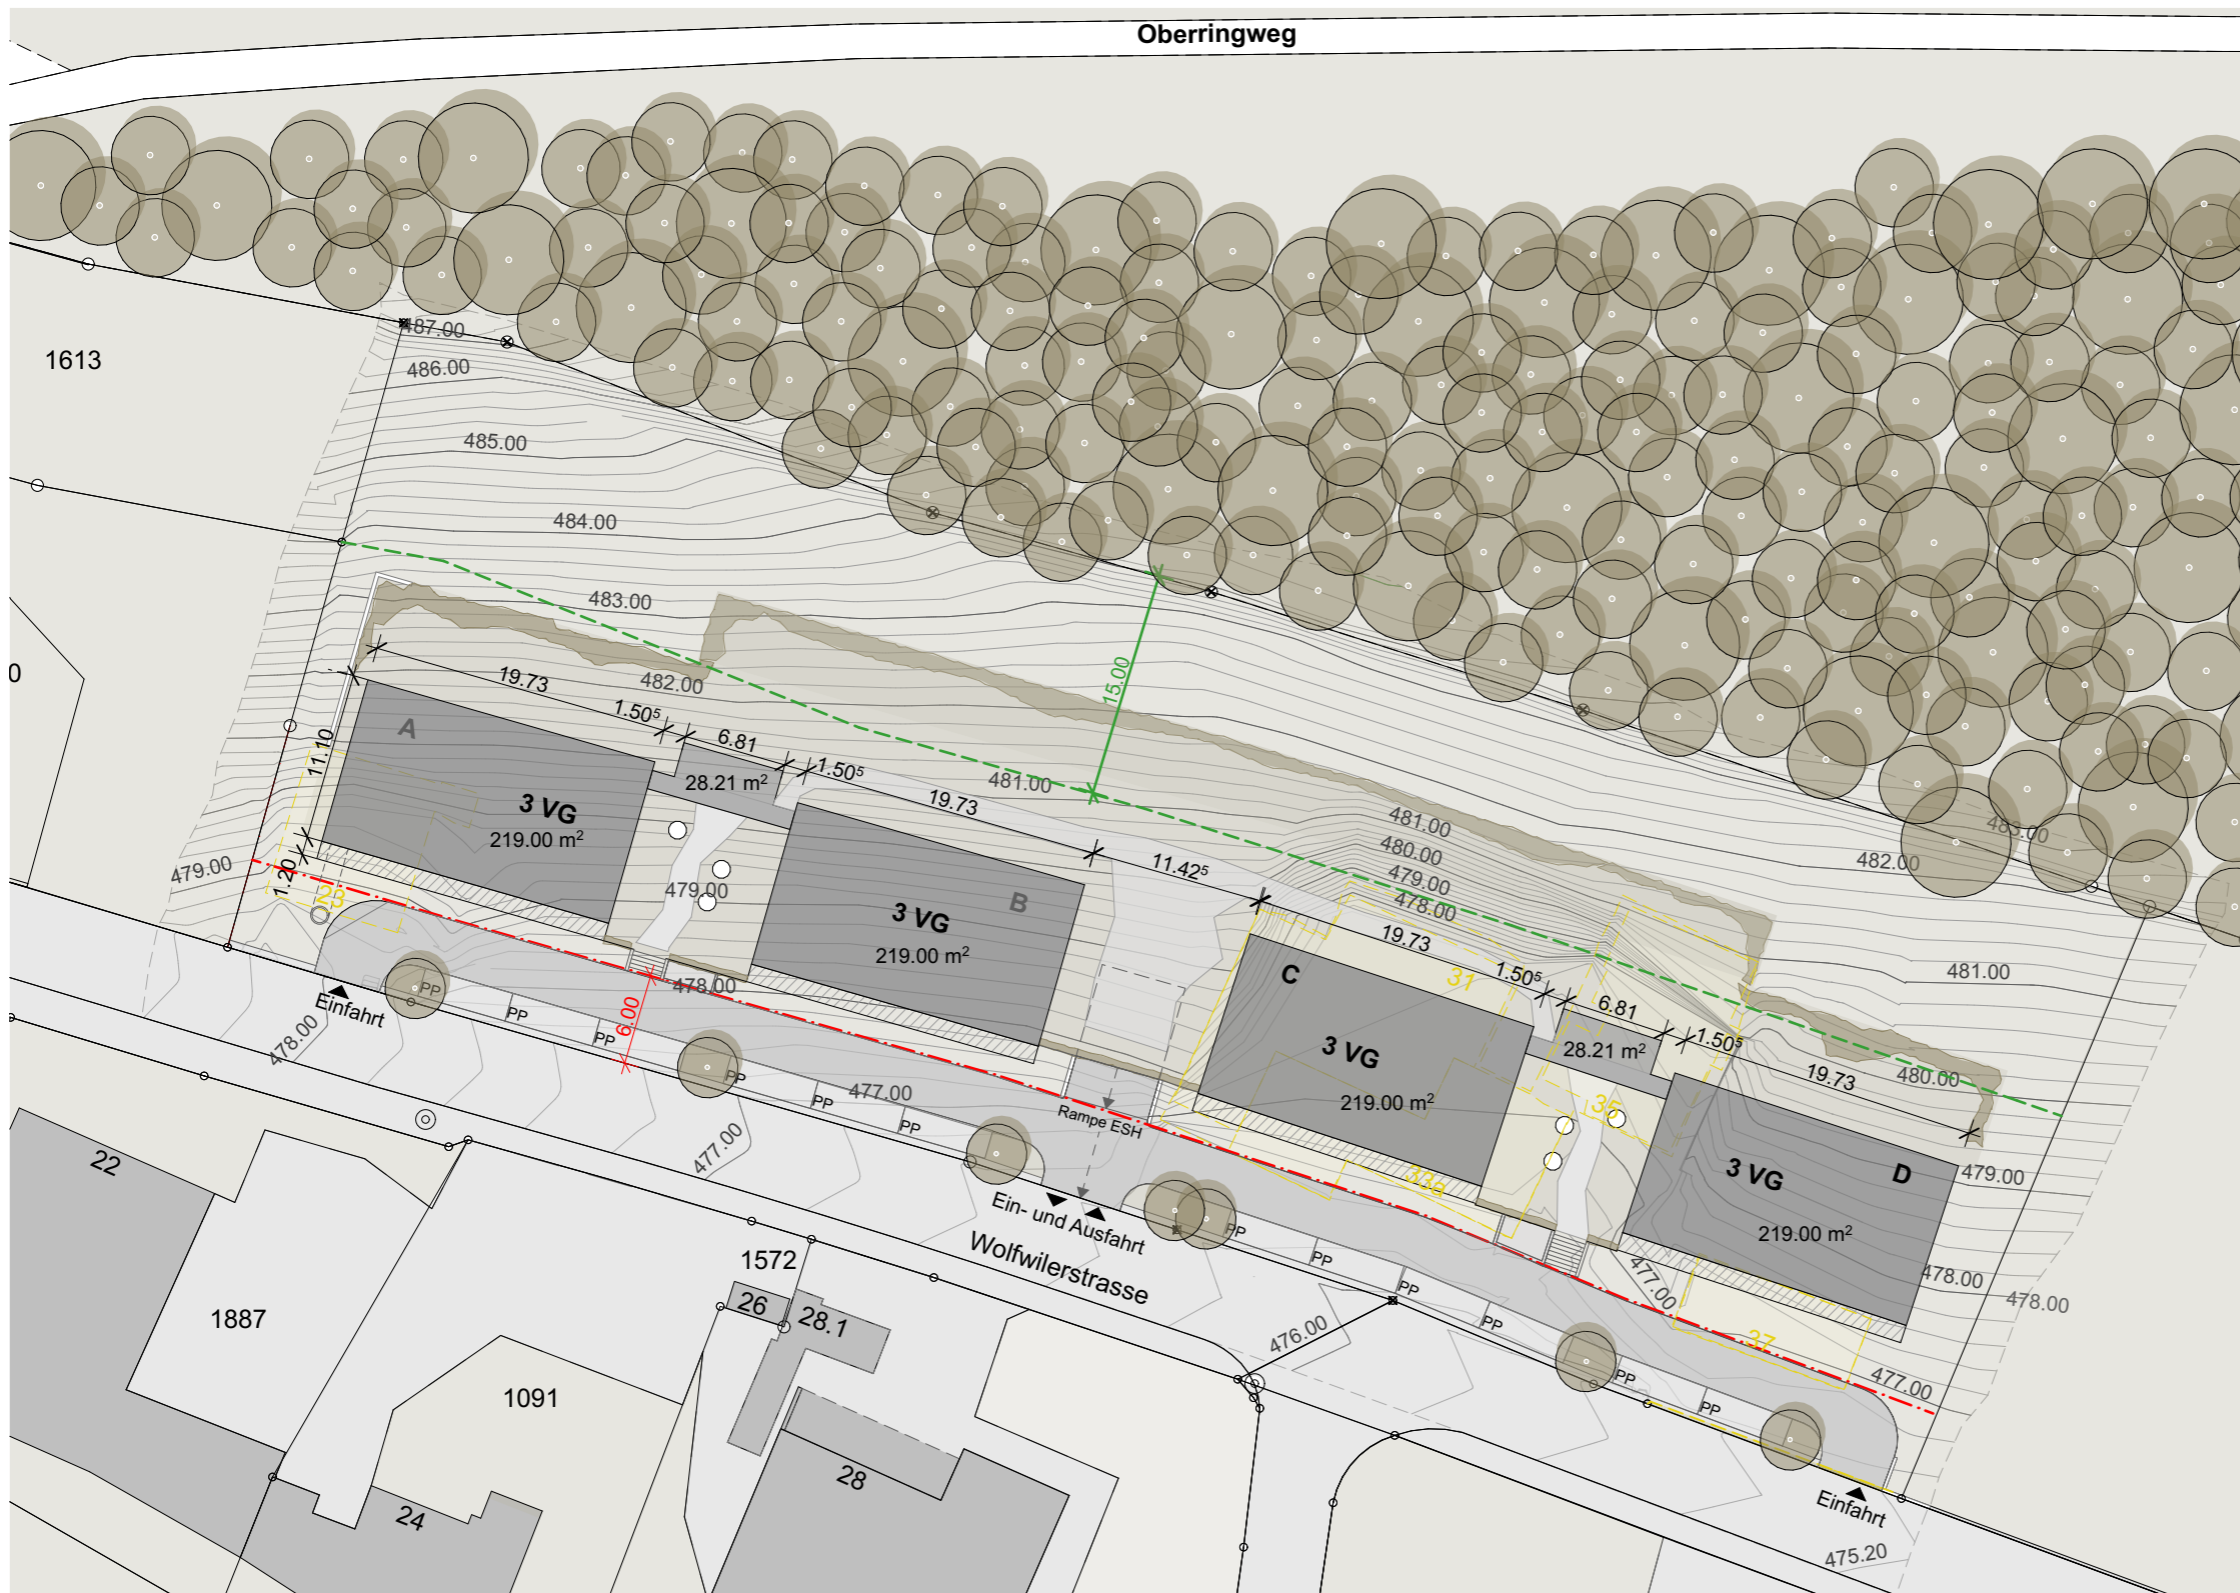 Oberringweg
487.00
1613
486.00
485.00
484.00
483.00
15.00
0
19.73
482.00
1.50⁵
6.81
1.50⁵
A
11.10
28.21 m²
481.00
19.73
481.00
480.00
479.00
478.00
483.00
482.00
3 VG
219.00 m²
11.42⁵
479.00
1.20
23
479.00
B
3 VG
219.00 m²
19.73
C
31
1.50⁵
6.81
1.50⁵
481.00
478.00
PP
Einfahrt
478.00
PP
6.00
PP
PP
477.00
PP
PP
3 VG
219.00 m²
28.21 m²
19.73
480.00
35
Rampe ESH
477.00
22
33a
3 VG
D
479.00
219.00 m²
Ein- und Ausfahrt
PP
PP
PP
PP
477.00
478.00
478.00
Wolfwilerstrasse
1572
26
28.1
1887
476.00
37
477.00
PP
PP
1091
28
24
Einfahrt
475.20